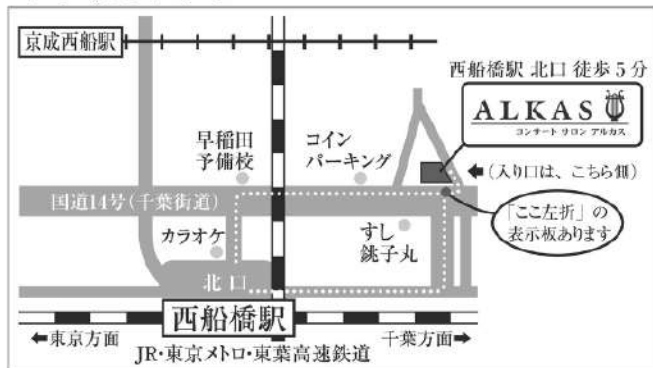 京成西船駅
西船橋駅 北口 徒歩5分
ALKAS
コンサート サロン アルカス
早稲田
予備校
コイン
パーキング
←(入り口は、こちら側)
国道14号(千葉街道)
「ここ左折」の
表示板あります
カラオケ
すし
銚子丸
北口
西船橋駅
←東京方面
千葉方面→
JR・東京メトロ・東葉高速鉄道